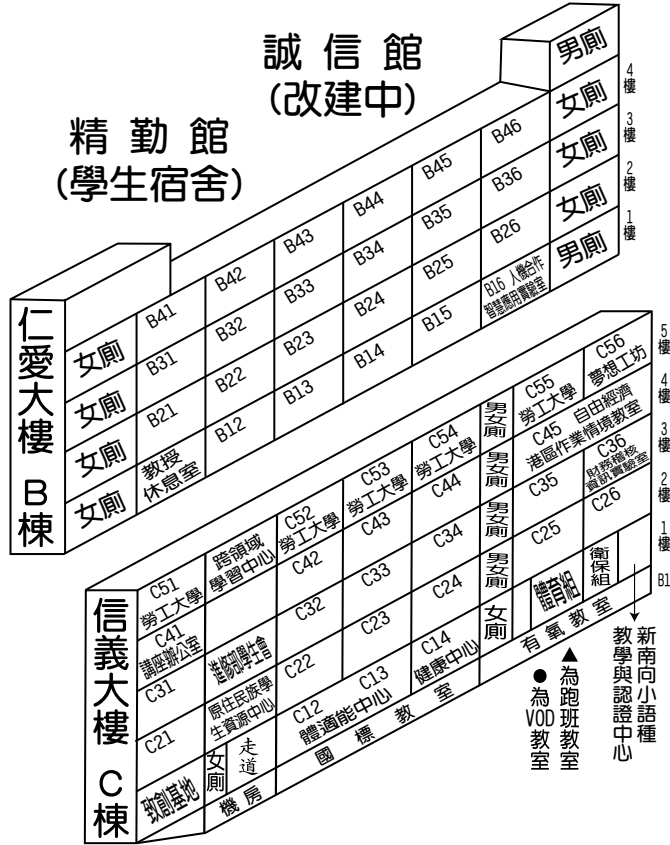 誠信館
(改建中)
精勤館
(學生宿舍)
仁愛大樓 B棟
男廁
4樓
女廁
B41
B42
B43
B44
B45
B46
女廁
3樓
女廁
B31
B32
B33
B34
B35
B36
女廁
2樓
女廁
B21
B22
B23
B24
B25
B26
女廁
1樓
女廁
教授
休息室
B12
B13
B14
B15
B16 人機合作
智慧應用實驗室
男廁
信義大樓 C棟
5樓
C51
勞工大學
跨領域
學習中心
C52
勞工大學
C53
勞工大學
C54
勞工大學
男女廁
C55
勞工大學
C56
夢想工坊
4樓
C41
講座辦公室
C42
C43
C44
男女廁
C45 自由經濟
港區作業情境教室
3樓
C31
進修部學生會
C32
C33
C34
男女廁
C35
C36
財務稽核
資訊實驗室
2樓
C21
原住民族學
生資源中心
C22
C23
C24
男女廁
C25
C26
1樓
致創基地
女廁
走道
C12
C13
體適能中心
C14
健康中心
女廁
體育組
衛保組
B1
機房
國標教室
有氧教室
新南向小語種
教學與認證中心
▲為跑班教室
●為VOD教室